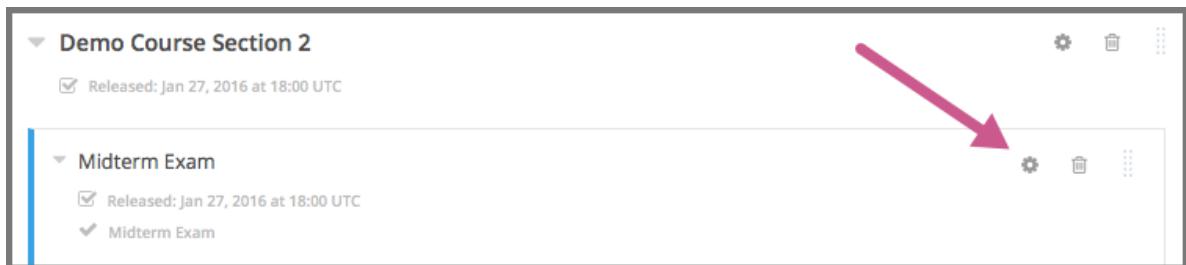 Demo Course Section 2
Released: Jan 27, 2016 at 18:00 UTC
Midterm Exam
Released: Jan 27, 2016 at 18:00 UTC
Midterm Exam